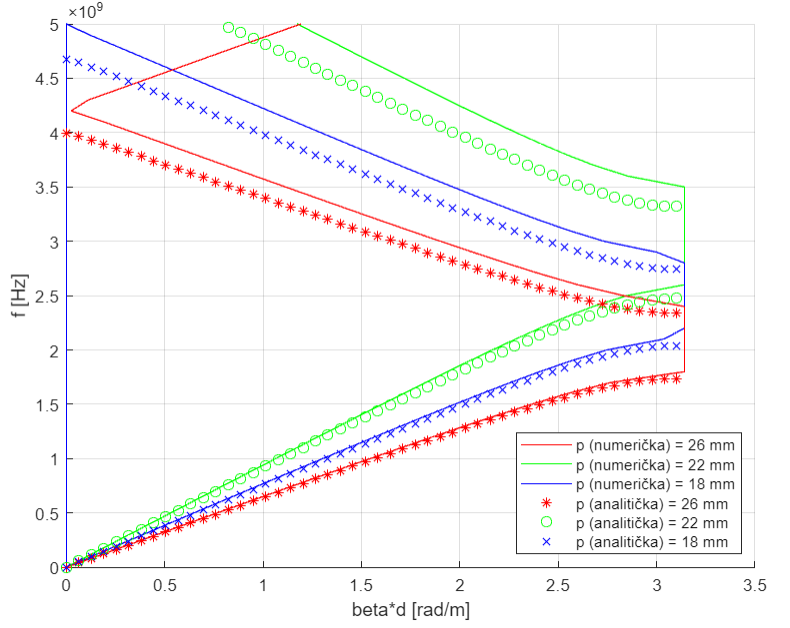 ×10⁹
5
4.5
4
3.5
3
2.5
2
1.5
1
0.5
0
f [Hz]
0
0.5
1
1.5
2
2.5
3
3.5
beta*d [rad/m]
p (numerička) = 26 mm
p (numerička) = 22 mm
p (numerička) = 18 mm
p (analitička) = 26 mm
p (analitička) = 22 mm
p (analitička) = 18 mm